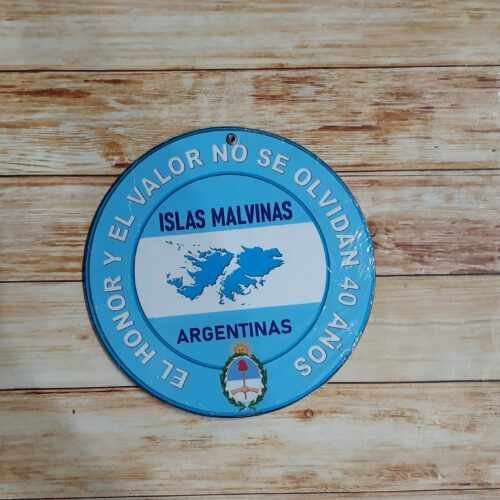 EL HONOR Y EL VALOR NO SE OLVIDAN 40 AÑOS
ISLAS MALVINAS
ARGENTINAS